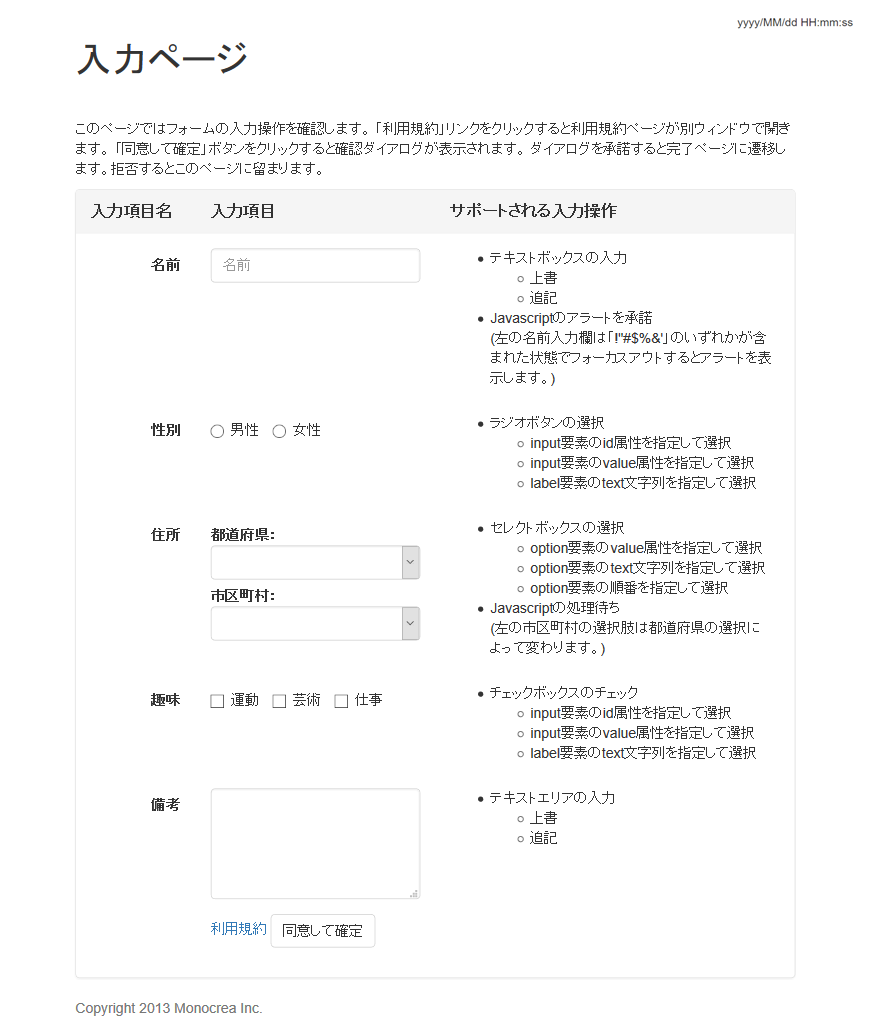 yyyy/MM/dd HH:mm:ss
入力ページ
このページではフォームの入力操作を確認します。「利用規約」リンクをクリックすると利用規約ページが別ウィンドウで開き
ます。「同意して確定」ボタンをクリックすると確認ダイアログが表示されます。ダイアログを承諾すると完了ページに遷移し
ます。拒否するとこのページに留まります。
入力項目名 入力項目 サポートされる入力操作
名前 名前
テキストボックスの入力
上書
追記
Javascriptのアラートを承諾
(左の名前入力欄は「!"#$%&'」のいずれかが含
まれた状態でフォーカスアウトするとアラートを表
示します。)
性別 男性 女性
ラジオボタンの選択
input要素のid属性を指定して選択
input要素のvalue属性を指定して選択
label要素のtext文字列を指定して選択
住所 都道府県:
市区町村:
セレクトボックスの選択
option要素のvalue属性を指定して選択
option要素のtext文字列を指定して選択
option要素の順番を指定して選択
Javascriptの処理待ち
(左の市区町村の選択肢は都道府県の選択に
よって変わります。)
趣味 運動 芸術 仕事
チェックボックスのチェック
input要素のid属性を指定して選択
input要素のvalue属性を指定して選択
label要素のtext文字列を指定して選択
備考
テキストエリアの入力
上書
追記
利用規約 同意して確定
Copyright 2013 Monocrea Inc.